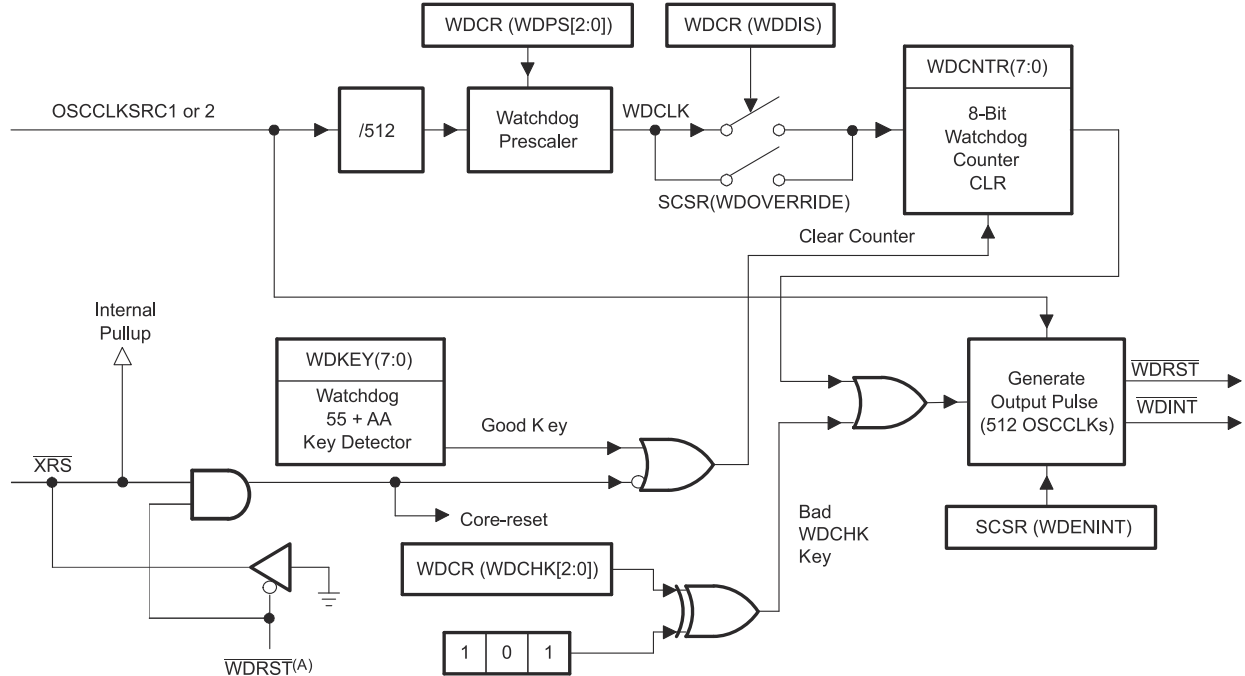 WDCR (WDPS[2:0])
WDCR (WDDIS)
WDCNTR(7:0)
OSCCLKSRC1 or 2
/512
Watchdog
Prescaler
WDCLK
8-Bit
Watchdog
Counter
CLR
SCSR(WDOVERRIDE)
Clear Counter
Internal
Pullup
WDKEY(7:0)
Watchdog
55 + AA
Key Detector
Good Key
Generate
Output Pulse
(512 OSCCLKs)
WDRST
WDINT
XRS
Core-reset
Bad
WDCHK
Key
SCSR (WDENINT)
WDCR (WDCHK[2:0])
1 0 1
WDRST(A)